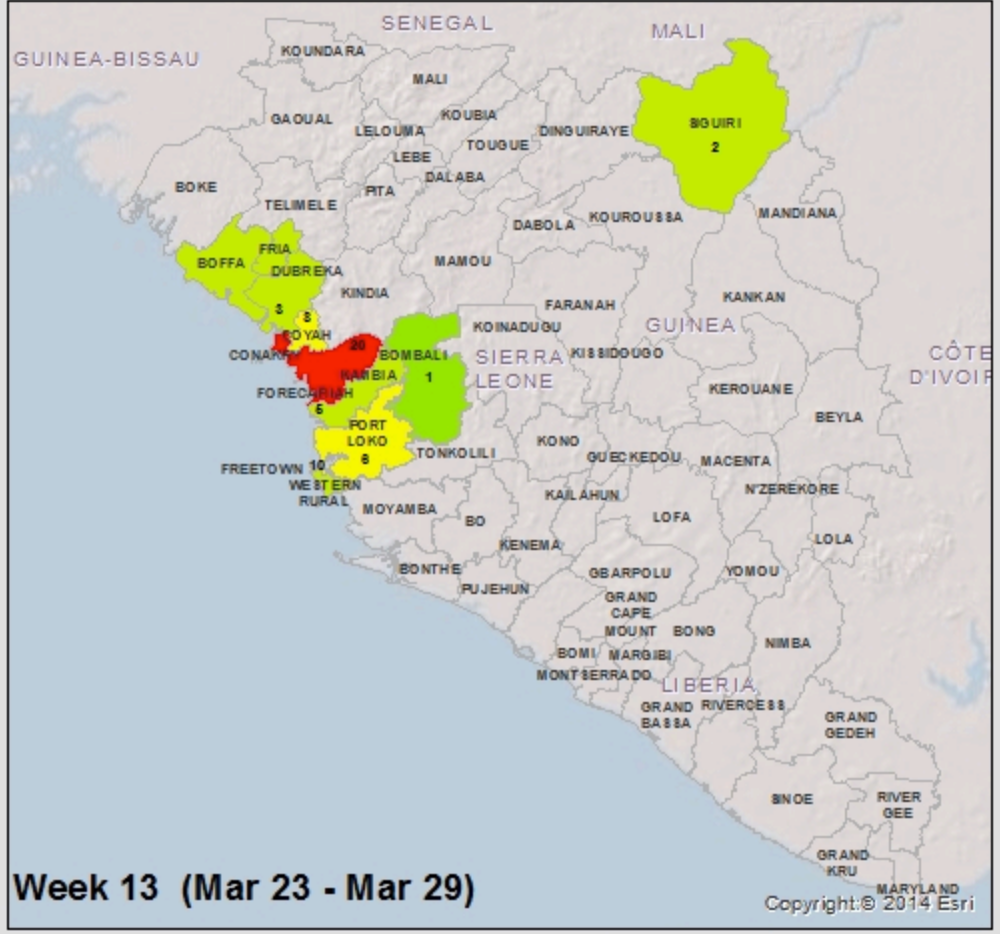 SENEGAL
MALI
GUINEA-BISSAU
KOUNDARA
MALI
GAOUAL
KOUBIA
LELOUMA
DINGUIRAYE
SIGUIRI
2
TOUGUE
LEBE
DALABA
BOKE
PITA
TELIMELE
KOUROUSSA
MANDIANA
DABOLA
FRIA
BOFFA
DUBREKA
MAMOU
KINDIA
KANKAN
FARANAH
3
8
COYAH
KOINADUGU
GUINEA
20
CONAKRY
BOMBALI
1
SIERRA
LEONE
KISSIDGUGO
CÔTE
D'IVOIR
KAMBIA
KEROUANE
FORECARIAH
5
BEYLA
PORT
LOKO
6
KONO
TONKOLILI
GUECKEDOU
MACENTA
FREETOWN 10
WESTERN
RURAL
N'ZEREKORE
KAILAHUN
MOYAMBA
LOFA
BO
LOLA
KENEMA
BONTHE
GBARPOLU
YOMOU
PUJEHUN
GRAND
CAPE
MOUNT
BONG
NIMBA
BOMI
MARGIBI
MONTSERRADO
LIBERIA
GRAND
BASSA
RIVERCESS
GRAND
GEDEH
SINOE
RIVER
GEE
GRAND
KRU
MARYLAND
Week 13 (Mar 23 - Mar 29)
Copyright:© 2014 Esri